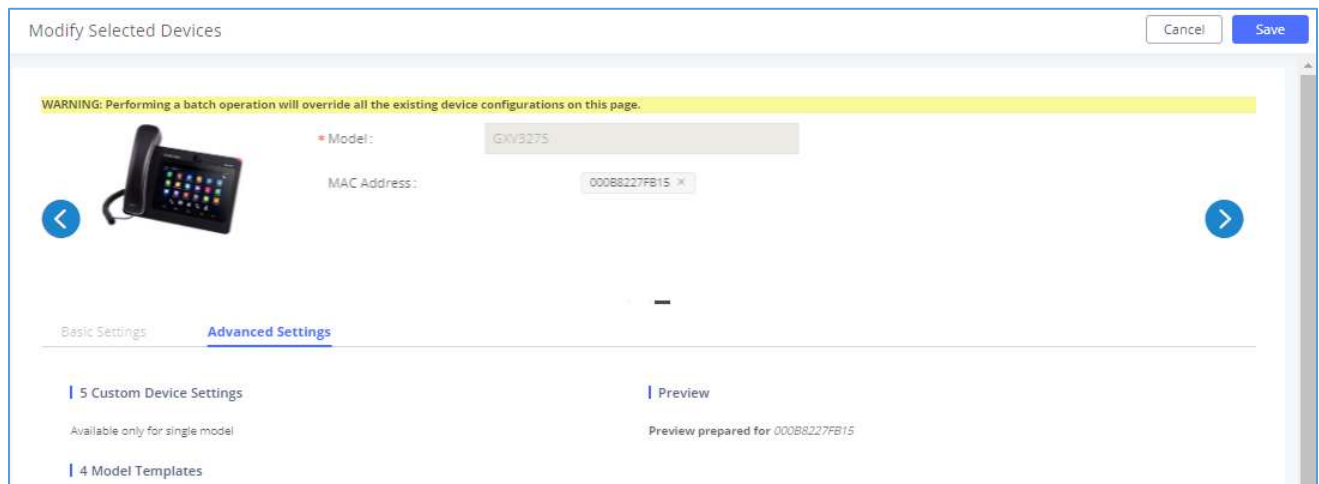 Modify Selected Devices
Cancel
Save
WARNING: Performing a batch operation will override all the existing device configurations on this page.
* Model :
GXV3275
MAC Address :
000B8227FB15 ×
Basic Settings
Advanced Settings
5 Custom Device Settings
Preview
Available only for single model
Preview prepared for 000B8227FB15
4 Model Templates